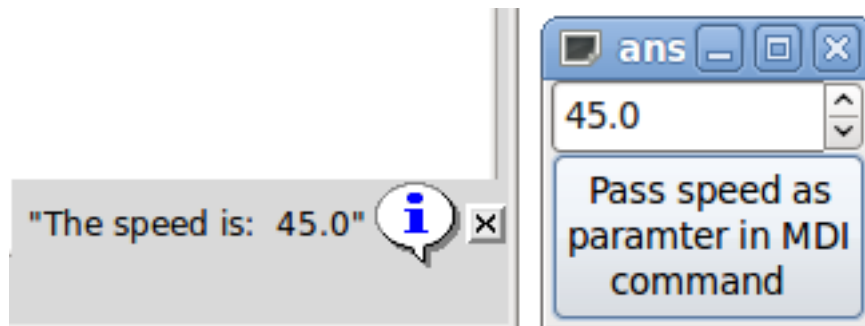 "The speed is:  45.0"
i
ans
45.0
Pass speed as
paramter in MDI
command